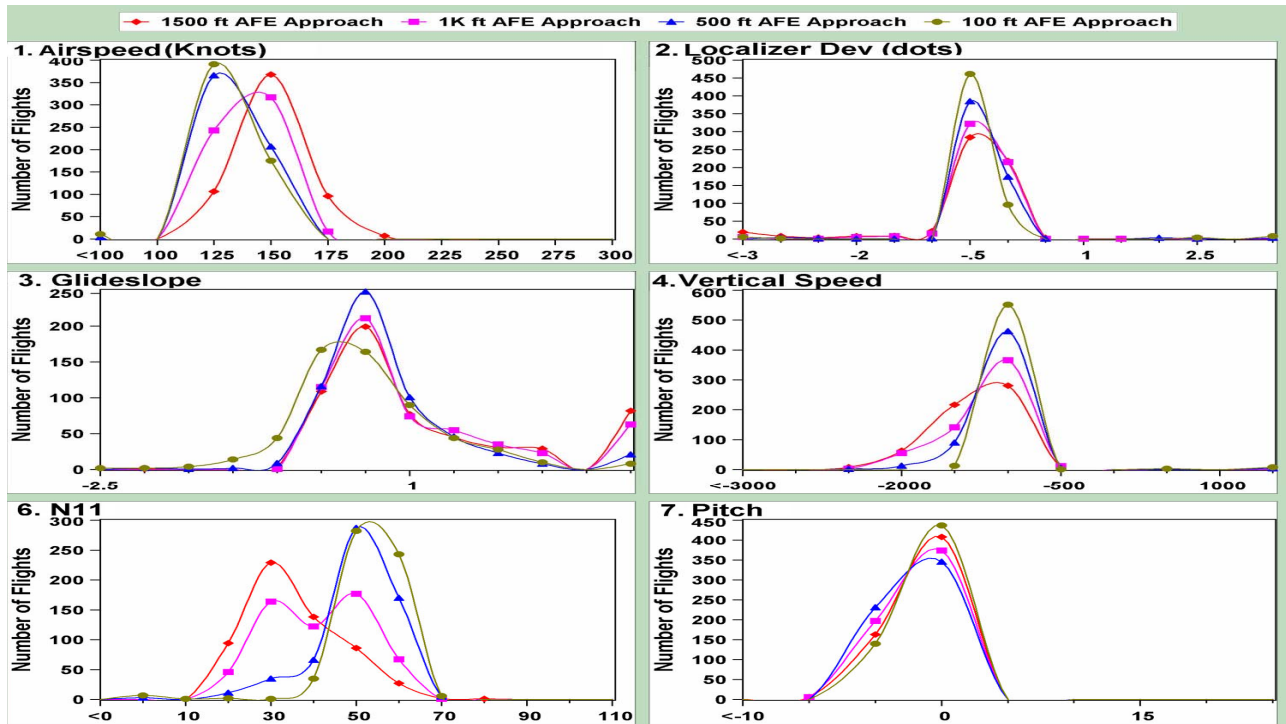 1500 ft AFE Approach 1K ft AFE Approach 500 ft AFE Approach 100 ft AFE Approach
1. Airspeed(Knots)
Number of Flights
400
350
300
250
200
150
100
50
0
<100 100 125 150 175 200 225 250 275 300
2. Localizer Dev (dots)
Number of Flights
500
450
400
350
300
250
200
150
100
50
0
<-3 -2 -.5 1 2.5
3. Glideslope
Number of Flights
250
200
150
100
50
0
-2.5 1
4. Vertical Speed
Number of Flights
600
500
400
300
200
100
0
<-3000 -2000 -500 1000
6. N11
Number of Flights
300
250
200
150
100
50
0
<0 10 30 50 70 90 110
7. Pitch
Number of Flights
450
400
350
300
250
200
150
100
50
0
<-10 0 15